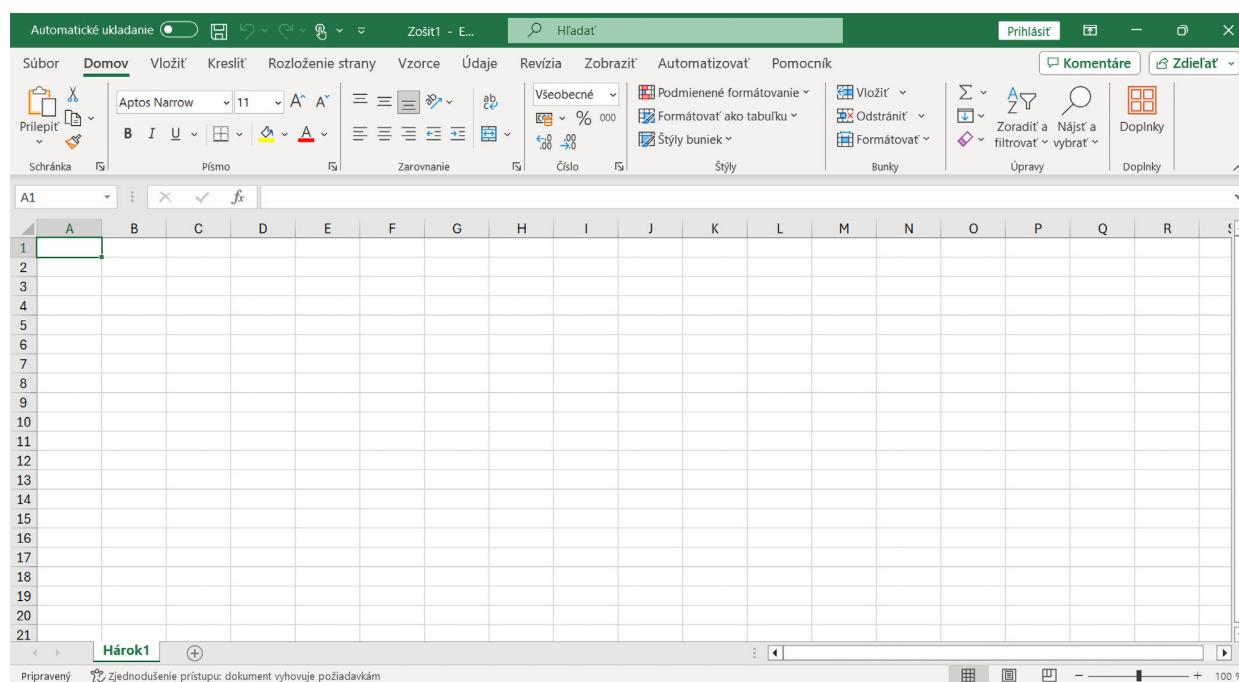 Automatické ukladanie Zošit1 - E... Hľadať Prihlásiť
Súbor Domov Vložiť Kresliť Rozloženie strany Vzorce Údaje Revízia Zobraziť Automatizovať Pomocník Komentáre Zdieľať
Prilepiť
Aptos Narrow 11 A A
B I U A
ab
Všeobecné
% 000
Podmienené formátovanie
Formátovať ako tabuľku
Štýly buniek
Vložiť
Odstrániť
Formátovať
Zoradiť a filtrovať
Nájsť a vybrať
Doplnky
Schránka Písmo Zarovnanie Číslo Štýly Bunky Úpravy Doplnky
A1 fx
A B C D E F G H I J K L M N O P Q R S
1
2
3
4
5
6
7
8
9
10
11
12
13
14
15
16
17
18
19
20
21
Hárok1
Pripravený Zjednodušenie prístupu: dokument vyhovuje požiadavkám 100 %